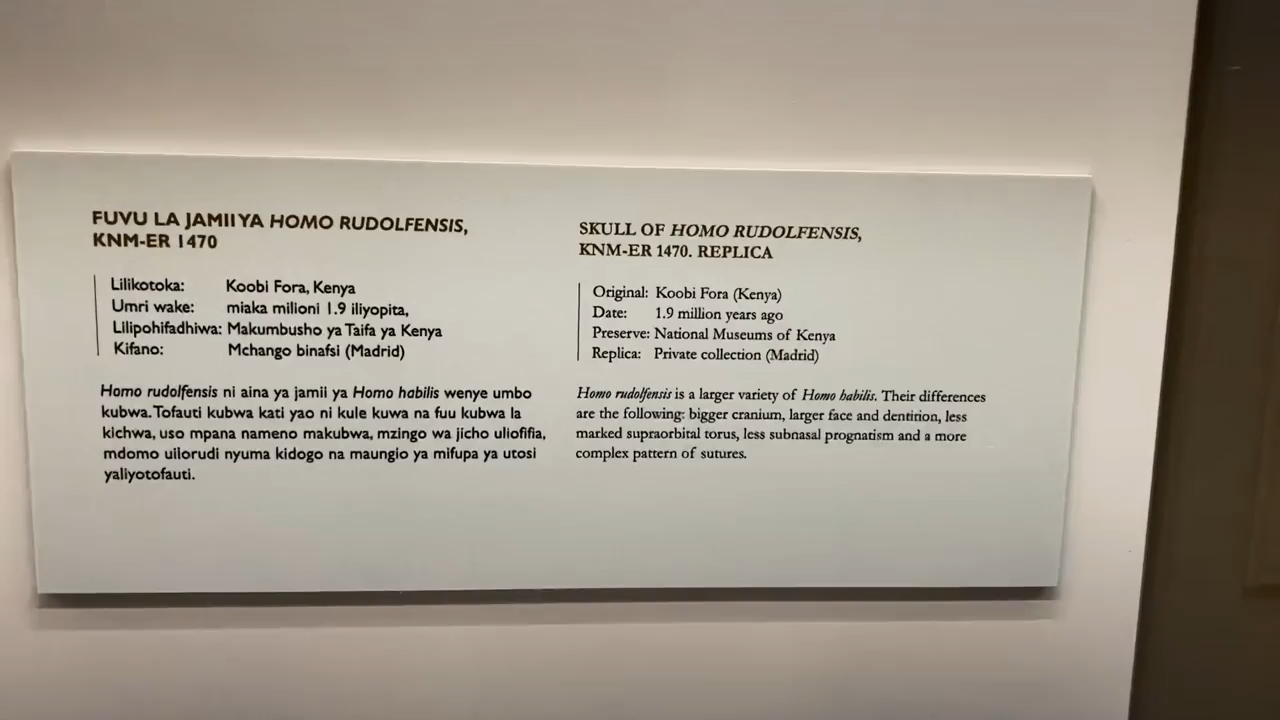 FUVU LA JAMII YA HOMO RUDOLFENSIS,
KNM-ER 1470
Lilikotoka: Koobi Fora, Kenya
Umri wake: miaka milioni 1.9 iliyopita,
Lilipohifadhiwa: Makumbusho ya Taifa ya Kenya
Kifano: Mchango binafsi (Madrid)
Homo rudolfensis ni aina ya jamii ya Homo habilis wenye umbo
kubwa. Tofauti kubwa kati yao ni kule kuwa na fuu kubwa la
kichwa, uso mpana nameno makubwa, mzingo wa jicho uliofifia,
mdomo uilorudi nyuma kidogo na maungio ya mifupa ya utosi
yaliyotofauti.
SKULL OF HOMO RUDOLFENSIS,
KNM-ER 1470. REPLICA
Original: Koobi Fora (Kenya)
Date: 1.9 million years ago
Preserve: National Museums of Kenya
Replica: Private collection (Madrid)
Homo rudolfensis is a larger variety of Homo habilis. Their differences
are the following: bigger cranium, larger face and dentition, less
marked supraorbital torus, less subnasal prognatism and a more
complex pattern of sutures.